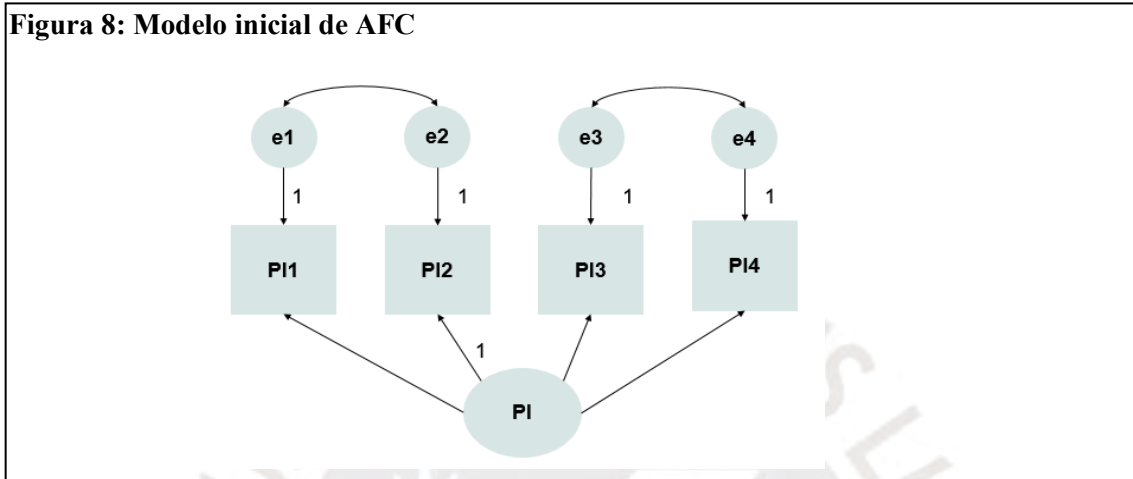 Figura 8: Modelo inicial de AFC
e1 e2 e3 e4
1 1 1 1
PI1 PI2 PI3 PI4
1
PI